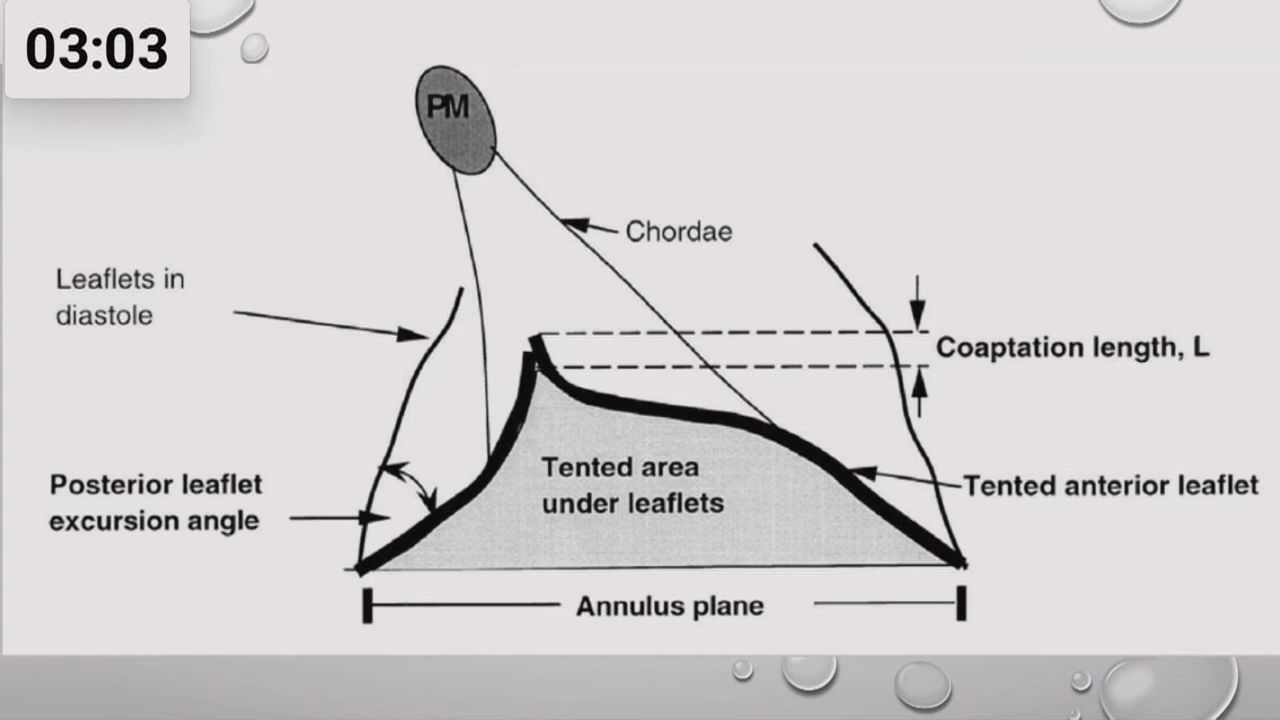 03:03
PM
Chordae
Leaflets in
diastole
Coaptation length, L
Posterior leaflet
excursion angle
Tented area
under leaflets
Tented anterior leaflet
Annulus plane